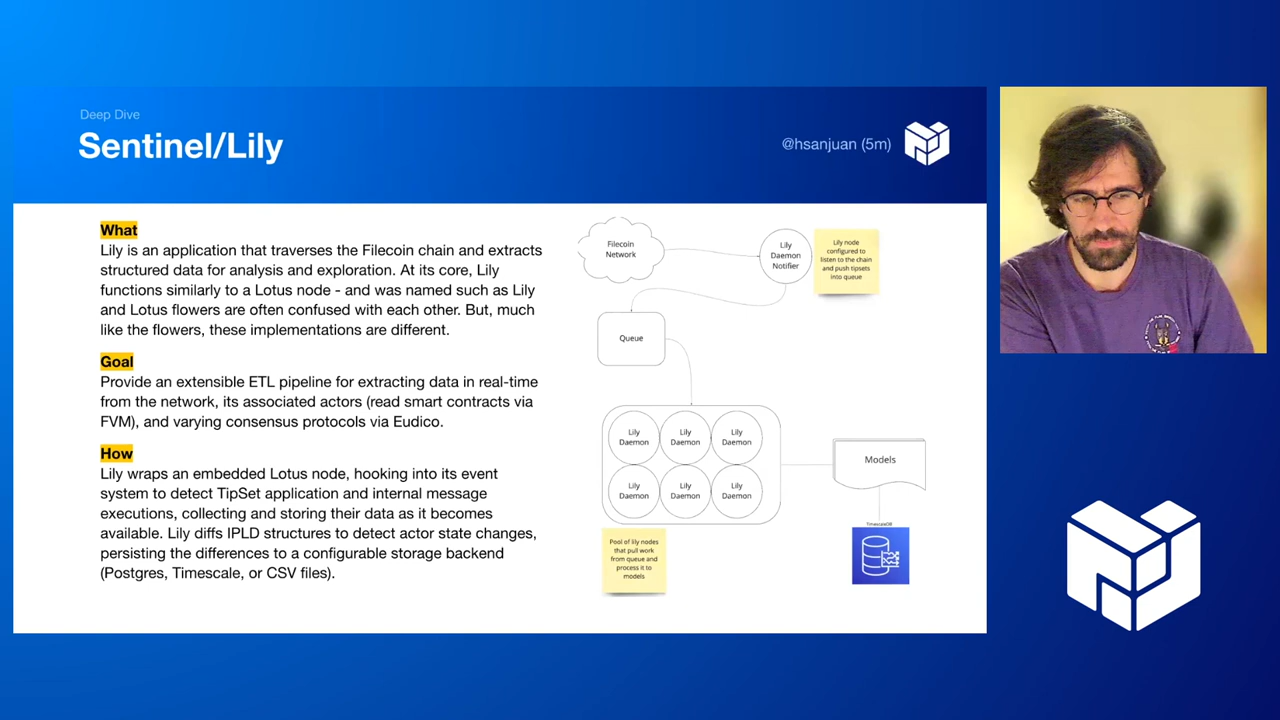 Deep Dive
Sentinel/Lily
@hsanjuan (5m)
What
Lily is an application that traverses the Filecoin chain and extracts
structured data for analysis and exploration. At its core, Lily
functions similarly to a Lotus node - and was named such as Lily
and Lotus flowers are often confused with each other. But, much
like the flowers, these implementations are different.
Goal
Provide an extensible ETL pipeline for extracting data in real-time
from the network, its associated actors (read smart contracts via
FVM), and varying consensus protocols via Eudico.
How
Lily wraps an embedded Lotus node, hooking into its event
system to detect TipSet application and internal message
executions, collecting and storing their data as it becomes
available. Lily diffs IPLD structures to detect actor state changes,
persisting the differences to a configurable storage backend
(Postgres, Timescale, or CSV files).
Filecoin
Network
Lily
Daemon
Notifier
Lily node
configured to
listen to the chain
and push tipsets
into queue
Queue
Lily
Daemon
Lily
Daemon
Lily
Daemon
Lily
Daemon
Lily
Daemon
Lily
Daemon
Models
TimescaleDB
Pool of lily nodes
that pull work
from queue and
process it to
models